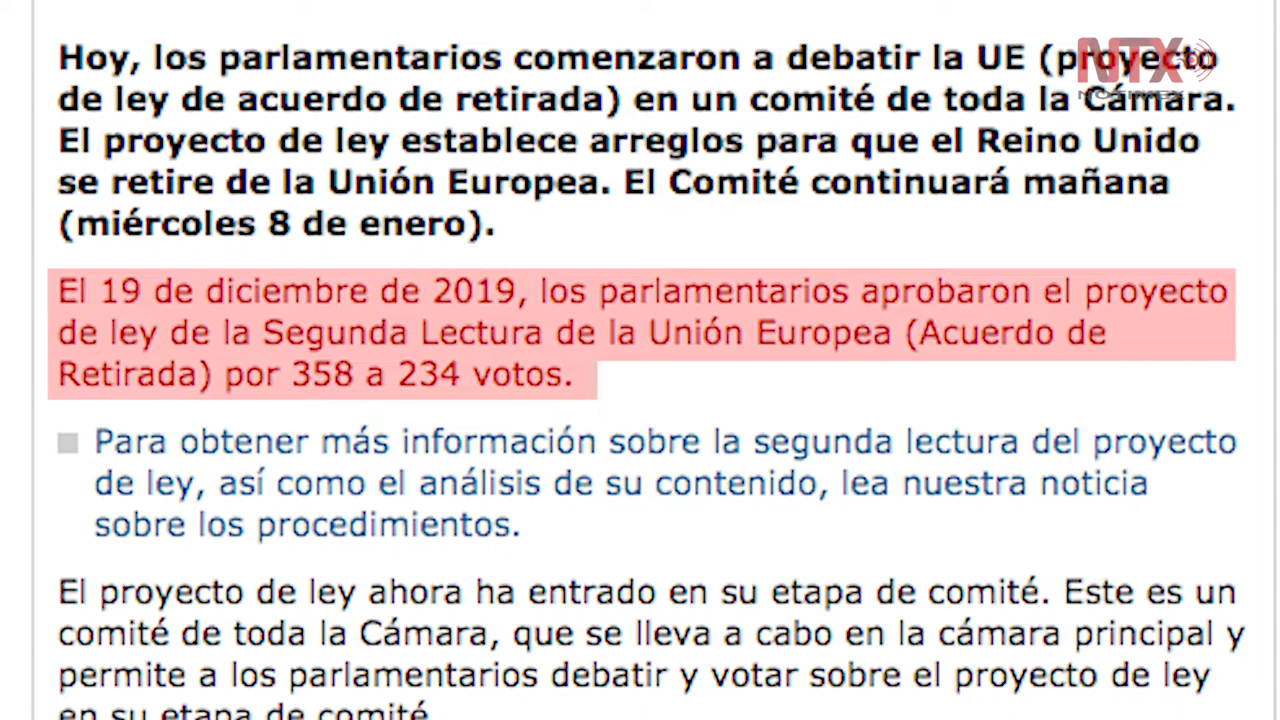 Hoy, los parlamentarios comenzaron a debatir la UE (proyecto
de ley de acuerdo de retirada) en un comité de toda la Cámara.
El proyecto de ley establece arreglos para que el Reino Unido
se retire de la Unión Europea. El Comité continuará mañana
(miércoles 8 de enero).
El 19 de diciembre de 2019, los parlamentarios aprobaron el proyecto
de ley de la Segunda Lectura de la Unión Europea (Acuerdo de
Retirada) por 358 a 234 votos.
Para obtener más información sobre la segunda lectura del proyecto
de ley, así como el análisis de su contenido, lea nuestra noticia
sobre los procedimientos.
El proyecto de ley ahora ha entrado en su etapa de comité. Este es un
comité de toda la Cámara, que se lleva a cabo en la cámara principal y
permite a los parlamentarios debatir y votar sobre el proyecto de ley
en su etapa de comité.
NTX
NOTIMEX